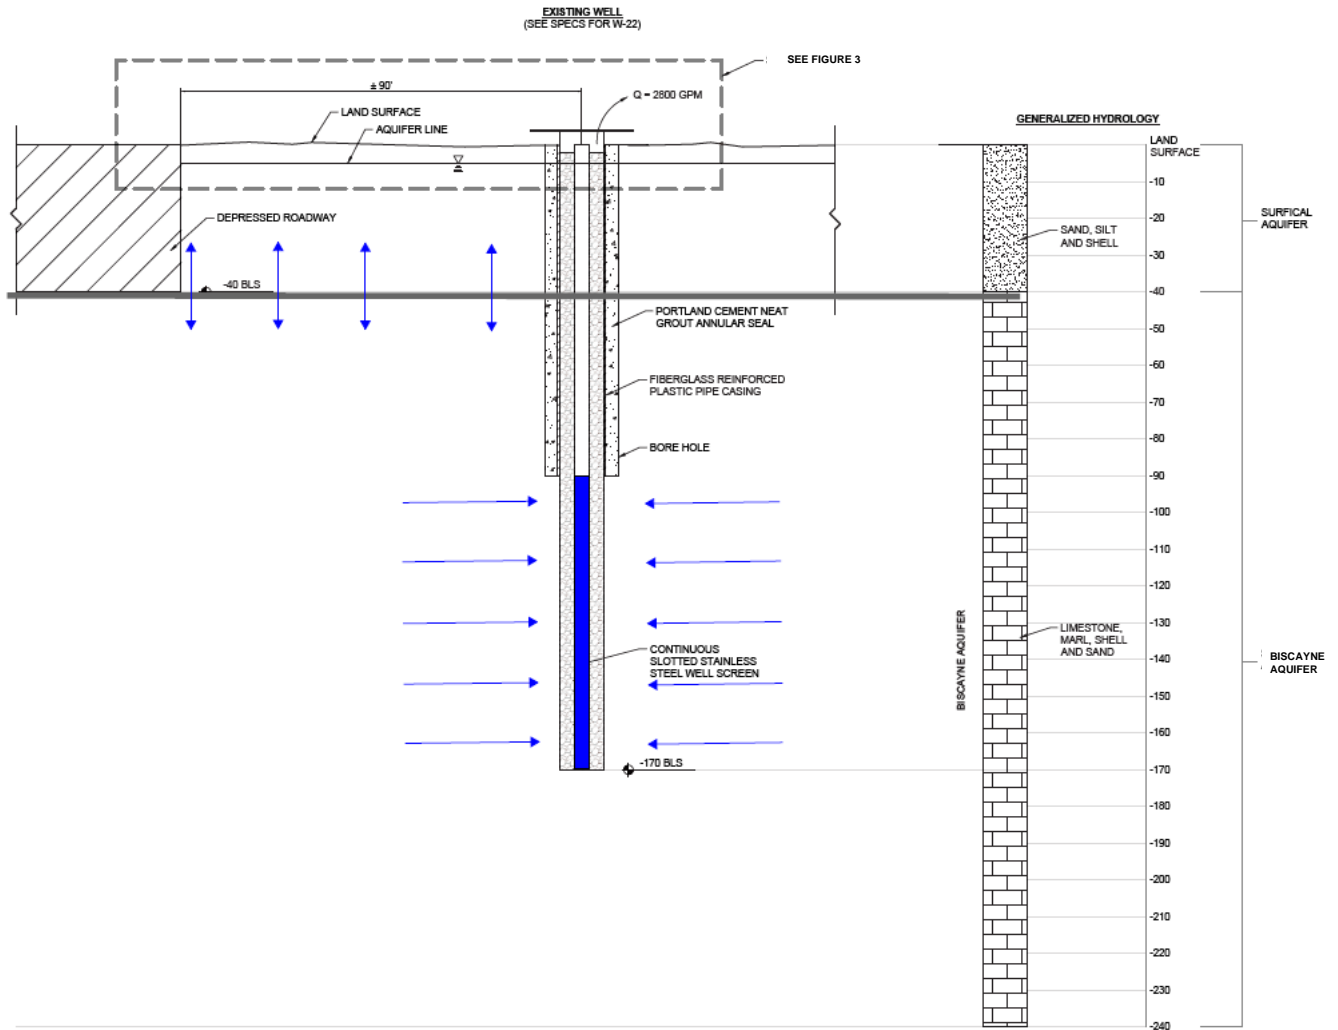 EXISTING WELL
(SEE SPECS FOR W-22)
SEE FIGURE 3
± 90'
Q = 2800 GPM
LAND SURFACE
AQUIFER LINE
GENERALIZED HYDROLOGY
LAND
SURFACE
-10
-20
-30
-40
-50
-60
-70
-80
-90
-100
-110
-120
-130
-140
-150
-160
-170
-180
-190
-200
-210
-220
-230
-240
SURFICAL
AQUIFER
SAND, SILT
AND SHELL
DEPRESSED ROADWAY
-40 BLS
PORTLAND CEMENT NEAT
GROUT ANNULAR SEAL
FIBERGLASS REINFORCED
PLASTIC PIPE CASING
BORE HOLE
BISCAYNE AQUIFER
LIMESTONE,
MARL, SHELL
AND SAND
CONTINUOUS
SLOTTED STAINLESS
STEEL WELL SCREEN
BISCAYNE
AQUIFER
-170 BLS